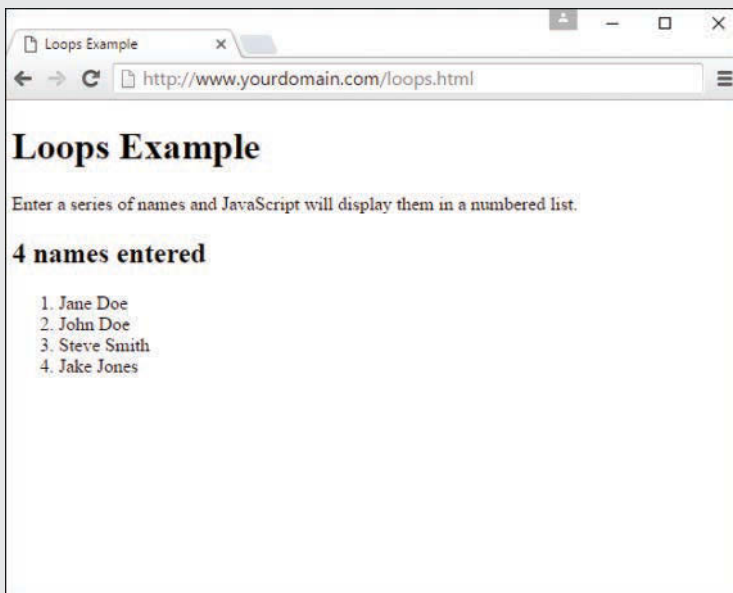 Loops Example
http://www.yourdomain.com/loops.html
Loops Example
Enter a series of names and JavaScript will display them in a numbered list.
4 names entered
1. Jane Doe
2. John Doe
3. Steve Smith
4. Jake Jones